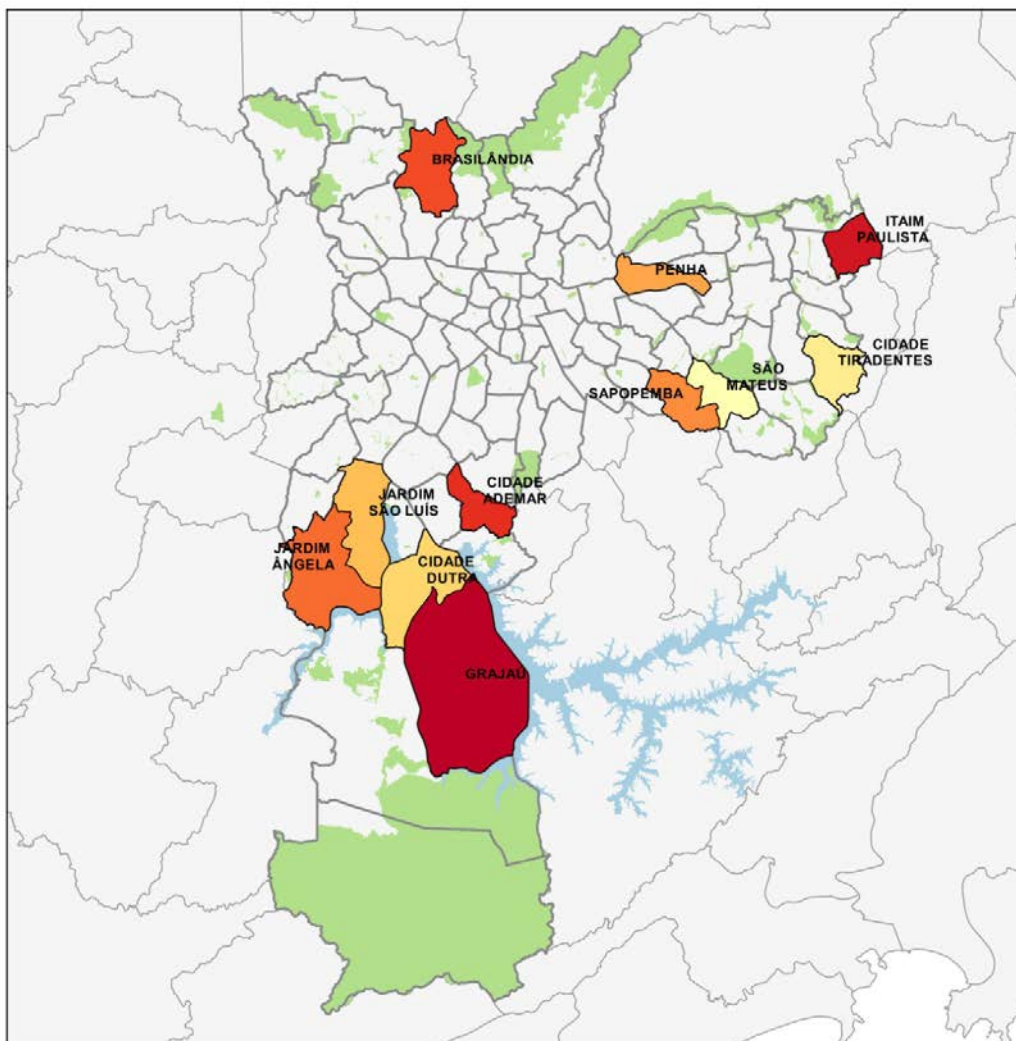 BRASILÂNDIA
ITAIM
PAULISTA
PENHA
CIDADE
TIRADENTES
SÃO
MATEUS
SAPOPEMBA
CIDADE
ADEMAR
JARDIM
SÃO LUÍS
JARDIM
ÂNGELA
CIDADE
DUTRA
GRAJAÚ